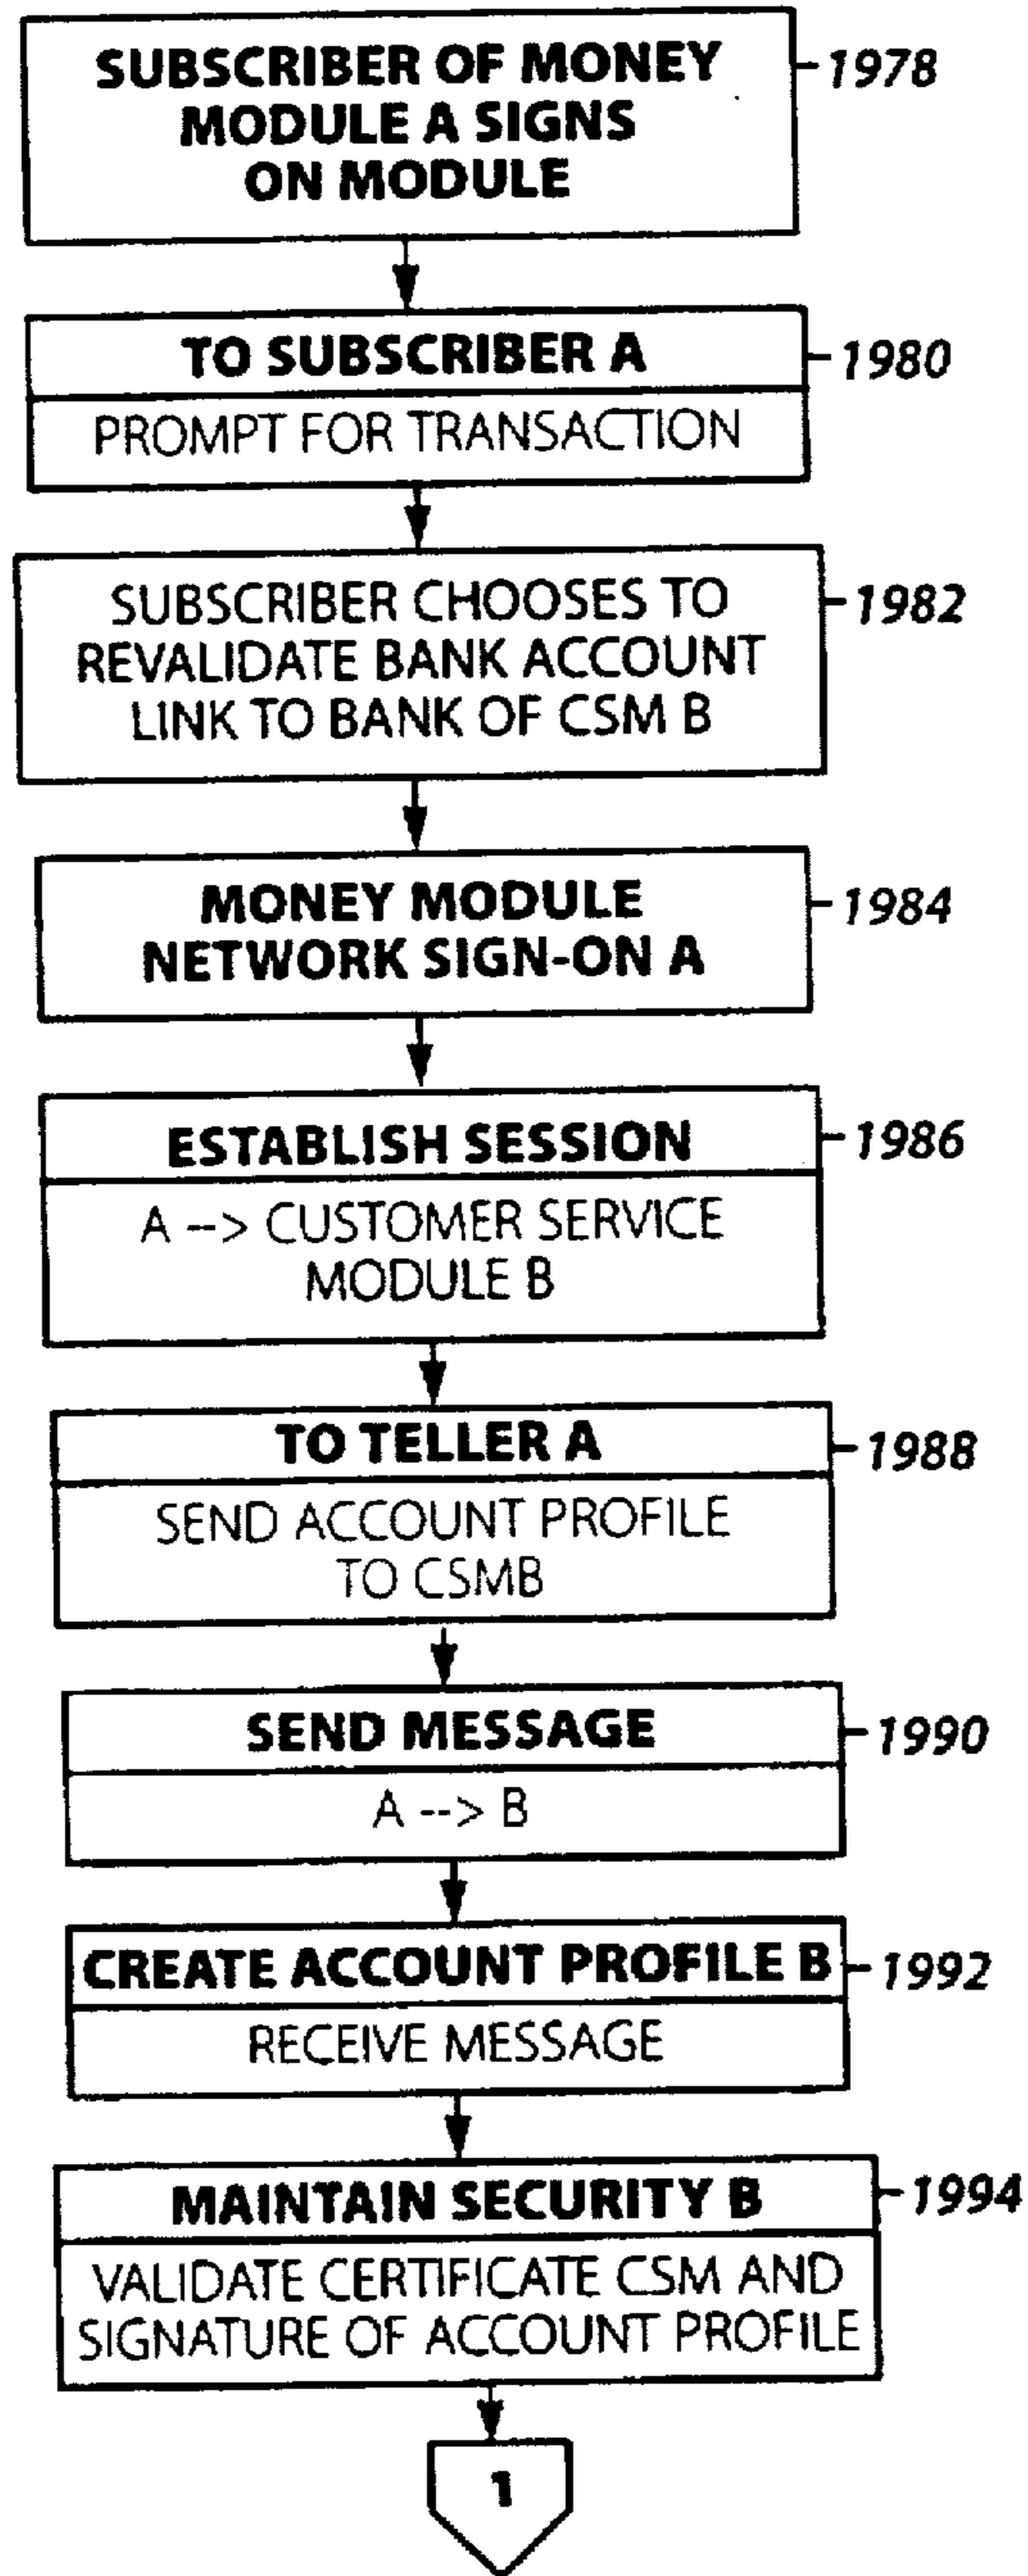 SUBSCRIBER OF MONEY
MODULE A SIGNS
ON MODULE
1978
TO SUBSCRIBER A
1980
PROMPT FOR TRANSACTION
SUBSCRIBER CHOOSES TO
REVALIDATE BANK ACCOUNT
LINK TO BANK OF CSM B
1982
MONEY MODULE
NETWORK SIGN-ON A
1984
ESTABLISH SESSION
1986
A --> CUSTOMER SERVICE
MODULE B
TO TELLER A
1988
SEND ACCOUNT PROFILE
TO CSMB
SEND MESSAGE
1990
A --> B
CREATE ACCOUNT PROFILE B
1992
RECEIVE MESSAGE
MAINTAIN SECURITY B
1994
VALIDATE CERTIFICATE CSM AND
SIGNATURE OF ACCOUNT PROFILE
1